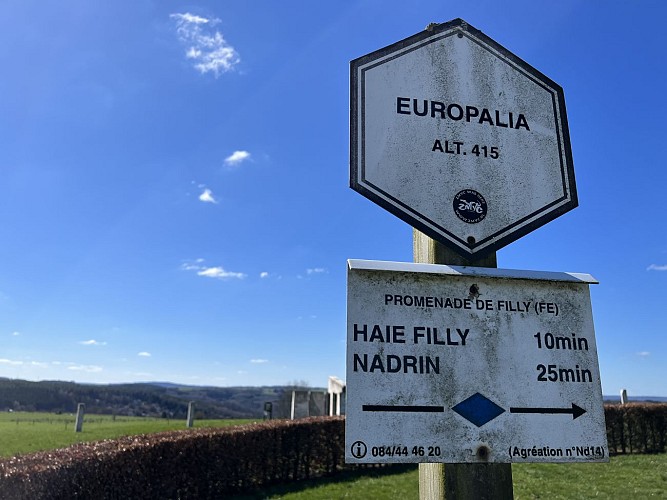 EUROPALIA
ALT. 415
PROMENADE DE FILLY (FE)
HAIE FILLY 10min
NADRIN 25min
084/44 46 20 (Agréation n°Nd14)